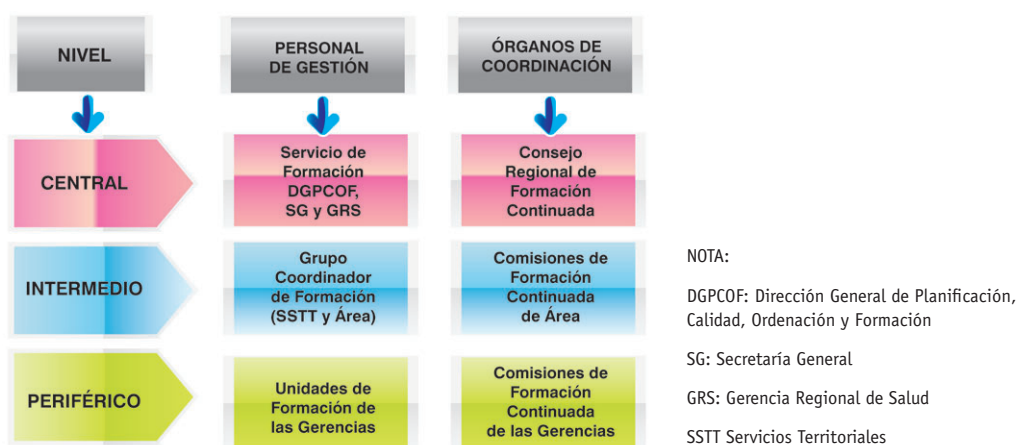 NIVEL
PERSONAL
DE GESTIÓN
ÓRGANOS DE
COORDINACIÓN
CENTRAL
Servicio de
Formación
DGPCOF,
SG y GRS
Consejo
Regional de
Formación
Continuada
INTERMEDIO
Grupo
Coordinador
de Formación
(SSTT y Área)
Comisiones de
Formación
Continuada
de Área
PERIFÉRICO
Unidades de
Formación de
las Gerencias
Comisiones de
Formación
Continuada
de las Gerencias
NOTA:
DGPCOF: Dirección General de Planificación,
Calidad, Ordenación y Formación
SG: Secretaría General
GRS: Gerencia Regional de Salud
SSTT Servicios Territoriales